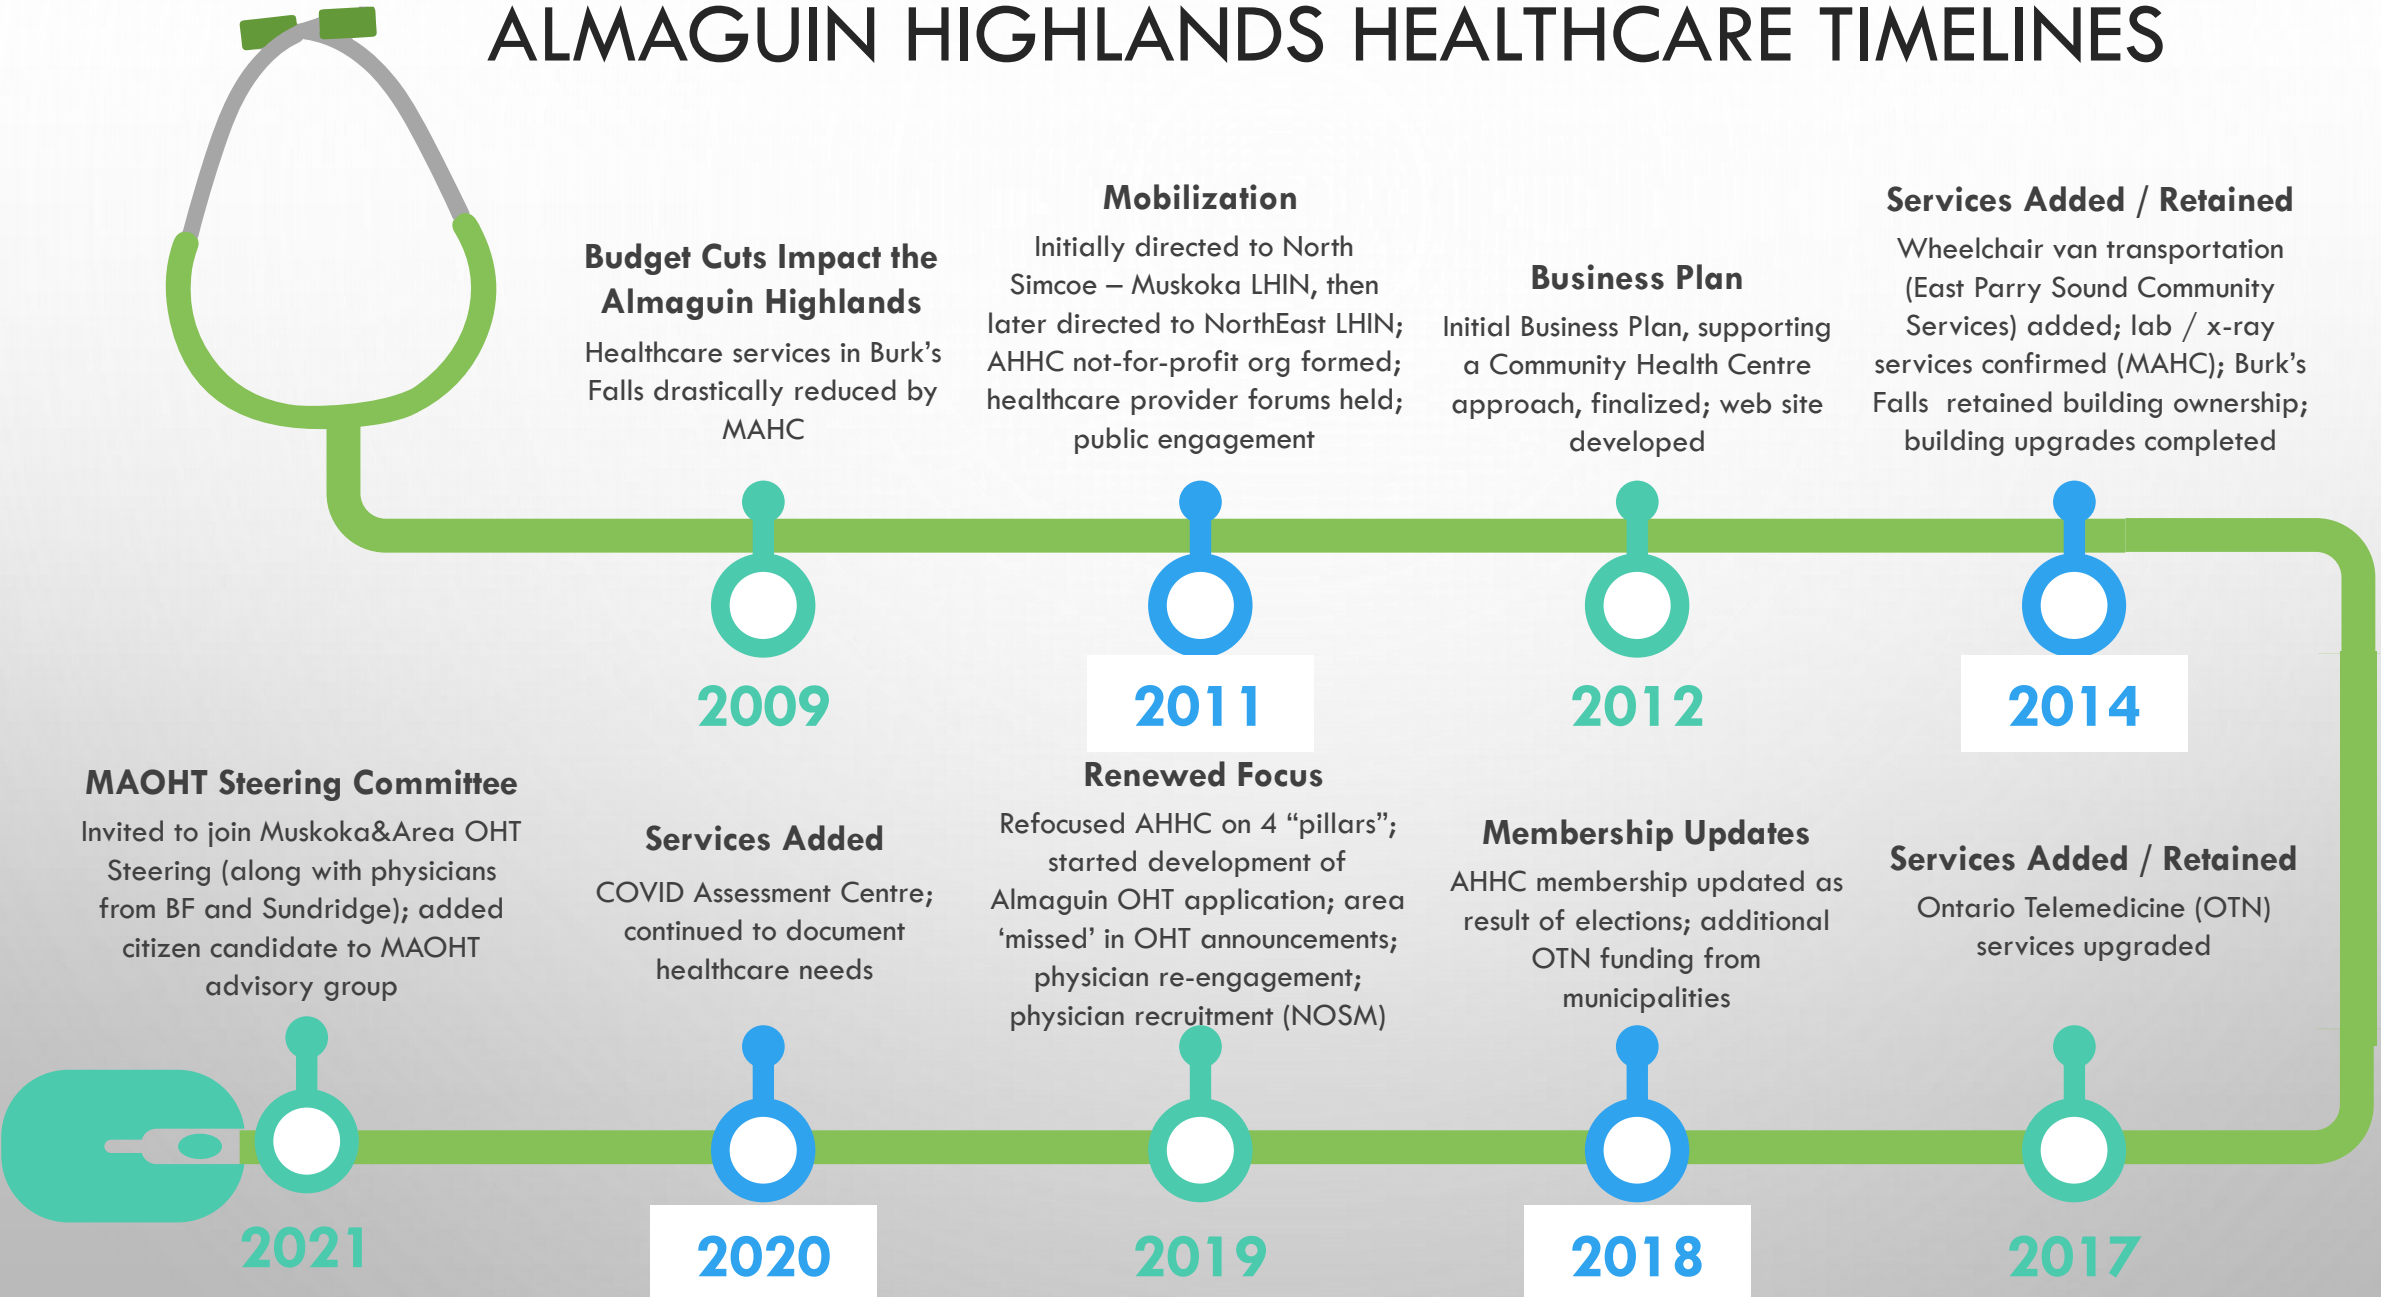 ALMAGUIN HIGHLANDS HEALTHCARE TIMELINES
Budget Cuts Impact the
Almaguin Highlands
Healthcare services in Burk’s
Falls drastically reduced by
MAHC
2009
Mobilization
Initially directed to North
Simcoe – Muskoka LHIN, then
later directed to NorthEast LHIN;
AHHC not-for-profit org formed;
healthcare provider forums held;
public engagement
2011
Business Plan
Initial Business Plan, supporting
a Community Health Centre
approach, finalized; web site
developed
2012
Services Added / Retained
Wheelchair van transportation
(East Parry Sound Community
Services) added; lab / x-ray
services confirmed (MAHC); Burk’s
Falls  retained building ownership;
building upgrades completed
2014
Services Added / Retained
Ontario Telemedicine (OTN)
services upgraded
2017
Membership Updates
AHHC membership updated as
result of elections; additional
OTN funding from
municipalities
2018
Renewed Focus
Refocused AHHC on 4 “pillars”;
started development of
Almaguin OHT application; area
‘missed’ in OHT announcements;
physician re-engagement;
physician recruitment (NOSM)
2019
Services Added
COVID Assessment Centre;
continued to document
healthcare needs
2020
MAOHT Steering Committee
Invited to join Muskoka&Area OHT
Steering (along with physicians
from BF and Sundridge); added
citizen candidate to MAOHT
advisory group
2021